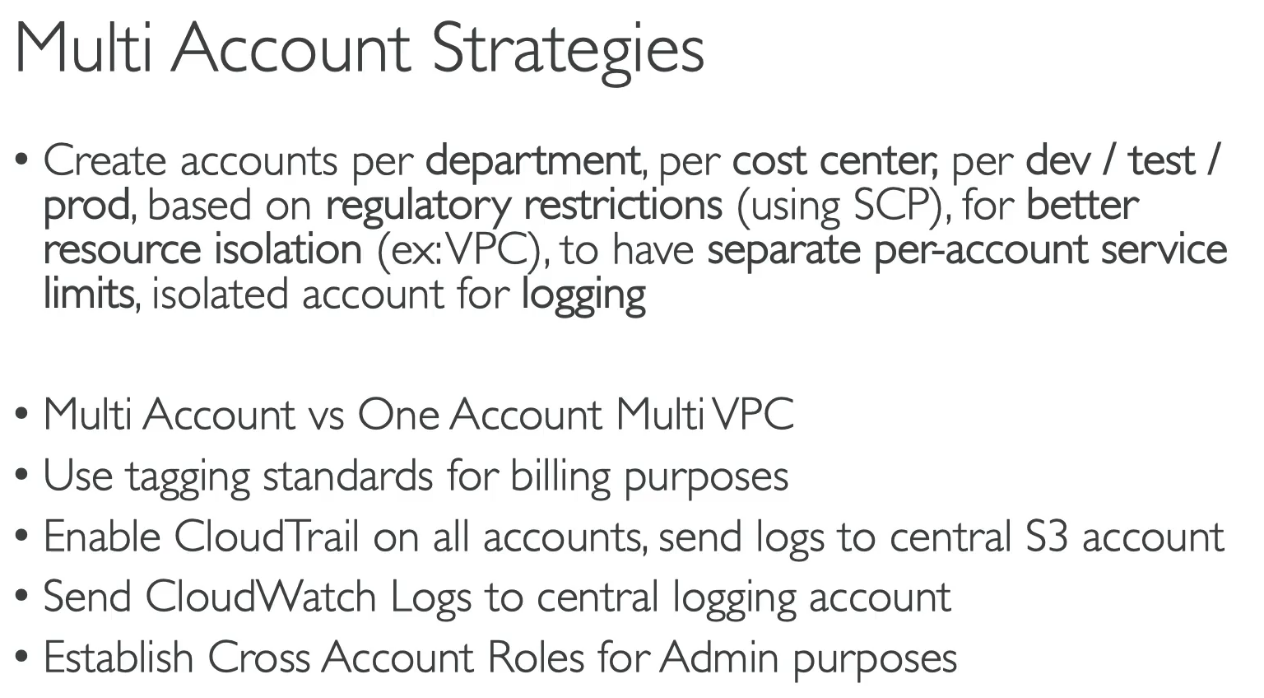 Multi Account Strategies
• Create accounts per department, per cost center, per dev / test /
prod, based on regulatory restrictions (using SCP), for better
resource isolation (ex: VPC), to have separate per-account service
limits, isolated account for logging
• Multi Account vs One Account Multi VPC
• Use tagging standards for billing purposes
• Enable CloudTrail on all accounts, send logs to central S3 account
• Send CloudWatch Logs to central logging account
• Establish Cross Account Roles for Admin purposes